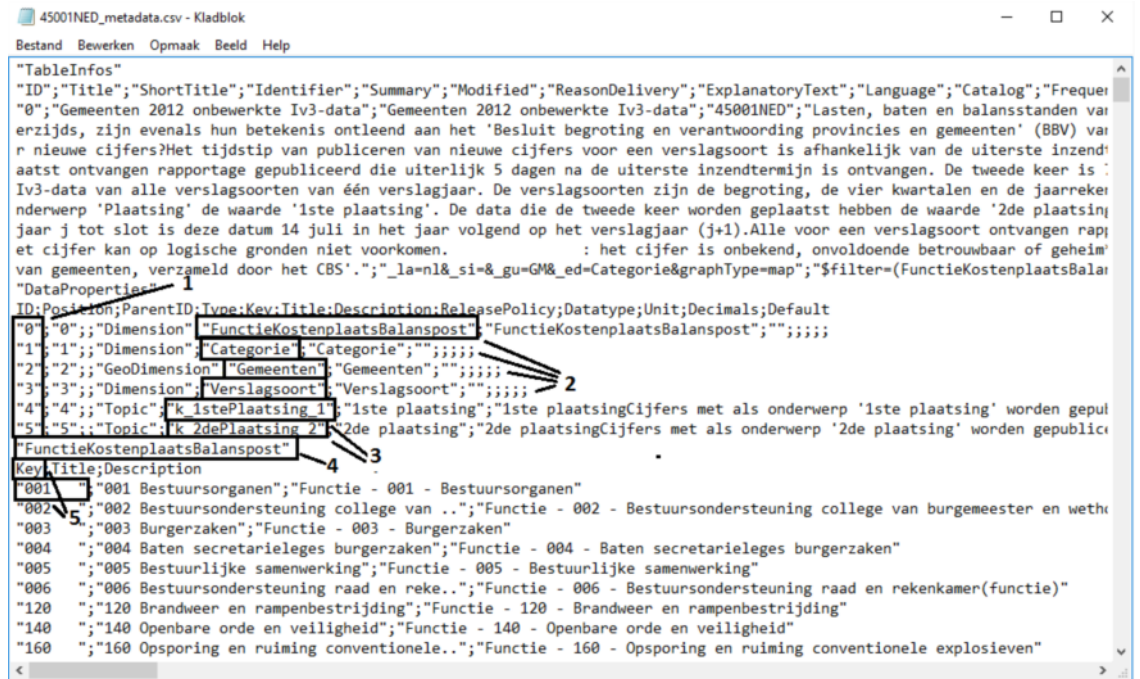 45001NED_metadata.csv - Kladblok
Bestand Bewerken Opmaak Beeld Help
"TableInfos"
"ID";"Title";"ShortTitle";"Identifier";"Summary";"Modified";"ReasonDelivery";"ExplanatoryText";"Language";"Catalog";"Frequen
"0";"Gemeenten 2012 onbewerkte Iv3-data";"Gemeenten 2012 onbewerkte Iv3-data";"45001NED";"Lasten, baten en balansstanden van
erzijds, zijn evenals hun betekenis ontleend aan het 'Besluit begroting en verantwoording provincies en gemeenten' (BBV) van
r nieuwe cijfers?Het tijdstip van publiceren van nieuwe cijfers voor een verslagsoort is afhankelijk van de uiterste inzendt
aatst ontvangen rapportage gepubliceerd die uiterlijk 5 dagen na de uiterste inzendtermijn is ontvangen. De tweede keer is
Iv3-data van alle verslagsoorten van één verslagjaar. De verslagsoorten zijn de begroting, de vier kwartalen en de jaarreken
nderwerp 'Plaatsing' de waarde '1ste plaatsing'. De data die de tweede keer worden geplaatst hebben de waarde '2de plaatsing
jaar j tot slot is deze datum 14 juli in het jaar volgend op het verslagjaar (j+1).Alle voor een verslagsoort ontvangen rapp
et cijfer kan op logische gronden niet voorkomen. : het cijfer is onbekend, onvoldoende betrouwbaar of geheim"
van gemeenten, verzameld door het CBS'.";"_la=nl&_si=&_gu=GM&_ed=Categorie&graphType=map";"$filter=(FunctieKostenplaatsBalan
"DataProperties" 1
ID;Position;ParentID;Type;Key;Title;Description;ReleasePolicy;Datatype;Unit;Decimals;Default
"0";"0";;"Dimension";"FunctieKostenplaatsBalanspost";"FunctieKostenplaatsBalanspost";"";;;;;
"1";"1";;"Dimension";"Categorie";"Categorie";"";;;;;
"2";"2";;"GeoDimension";"Gemeenten";"Gemeenten";"";;;;; 2
"3";"3";;"Dimension";"Verslagsoort";"Verslagsoort";"";;;;;
"4";"4";;"Topic";"k_1stePlaatsing_1";"1ste plaatsing";"1ste plaatsingCijfers met als onderwerp '1ste plaatsing' worden gepub
"5";"5";;"Topic";"k_2dePlaatsing_2";"2de plaatsing";"2de plaatsingCijfers met als onderwerp '2de plaatsing' worden gepublice
"FunctieKostenplaatsBalanspost" 4 3
Key;Title;Description
"001 ";"001 Bestuursorganen";"Functie - 001 - Bestuursorganen"
"002 ";"002 Bestuursondersteuning college van ..";"Functie - 002 - Bestuursondersteuning college van burgemeester en wetho
5
"003 ";"003 Burgerzaken";"Functie - 003 - Burgerzaken"
"004 ";"004 Baten secretarieleges burgerzaken";"Functie - 004 - Baten secretarieleges burgerzaken"
"005 ";"005 Bestuurlijke samenwerking";"Functie - 005 - Bestuurlijke samenwerking"
"006 ";"006 Bestuursondersteuning raad en reke..";"Functie - 006 - Bestuursondersteuning raad en rekenkamer(functie)"
"120 ";"120 Brandweer en rampenbestrijding";"Functie - 120 - Brandweer en rampenbestrijding"
"140 ";"140 Openbare orde en veiligheid";"Functie - 140 - Openbare orde en veiligheid"
"160 ";"160 Opsporing en ruiming conventionele..";"Functie - 160 - Opsporing en ruiming conventionele explosieven"